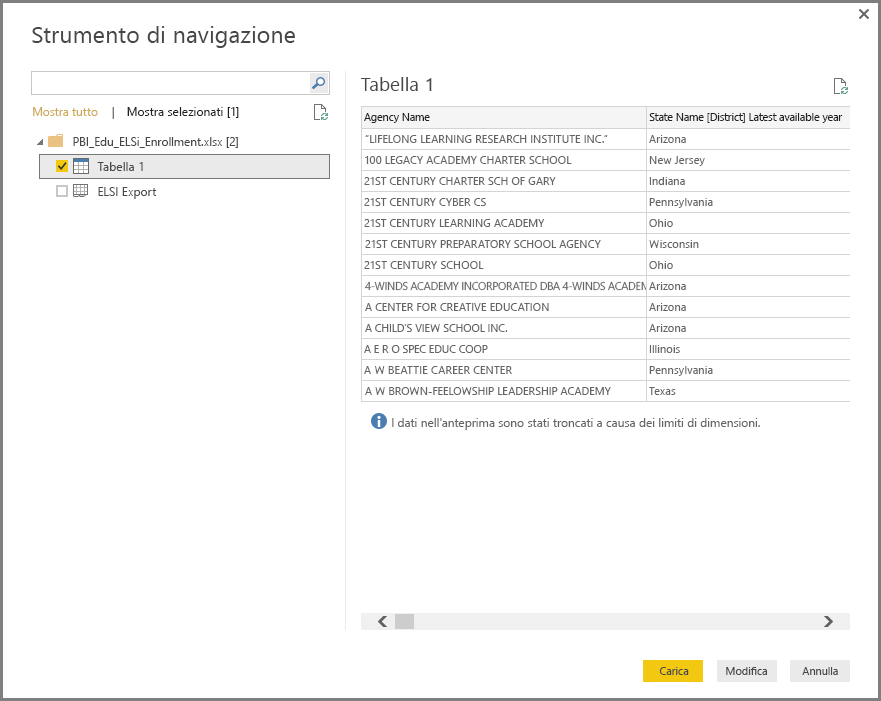 Strumento di navigazione
Mostra tutto | Mostra selezionati [1]
PBI_Edu_ELSi_Enrollment.xlsx [2]
Tabella 1
ELSI Export
Tabella 1
Agency Name State Name [District] Latest available year
"LIFELONG LEARNING RESEARCH INSTITUTE INC." Arizona
100 LEGACY ACADEMY CHARTER SCHOOL New Jersey
21ST CENTURY CHARTER SCH OF GARY Indiana
21ST CENTURY CYBER CS Pennsylvania
21ST CENTURY LEARNING ACADEMY Ohio
21ST CENTURY PREPARATORY SCHOOL AGENCY Wisconsin
21ST CENTURY SCHOOL Ohio
4-WINDS ACADEMY INCORPORATED DBA 4-WINDS ACADEM Arizona
A CENTER FOR CREATIVE EDUCATION Arizona
A CHILD'S VIEW SCHOOL INC. Arizona
A E R O SPEC EDUC COOP Illinois
A W BEATTIE CAREER CENTER Pennsylvania
A W BROWN-FEELOWSHIP LEADERSHIP ACADEMY Texas
I dati nell'anteprima sono stati troncati a causa dei limiti di dimensioni.
Carica Modifica Annulla